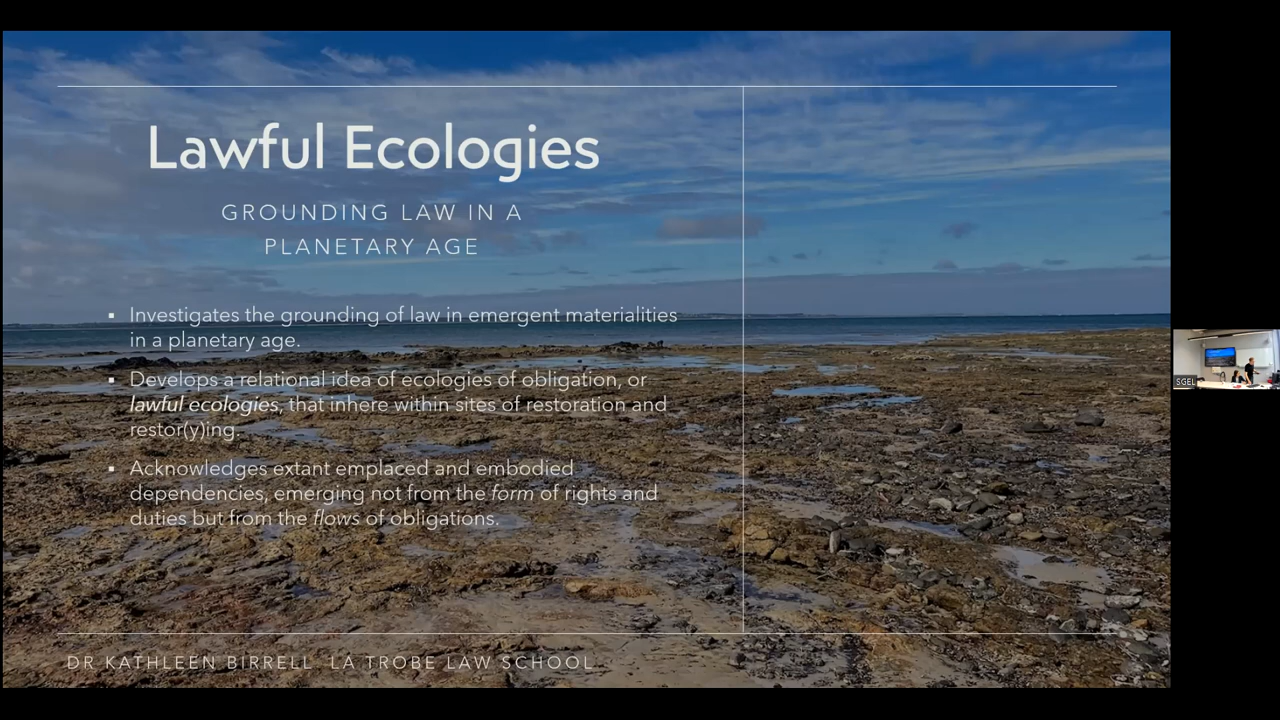 Lawful Ecologies
GROUNDING LAW IN A
PLANETARY AGE
▪ Investigates the grounding of law in emergent materialities
in a planetary age.
▪ Develops a relational idea of ecologies of obligation, or
lawful ecologies, that inhere within sites of restoration and
restor(y)ing.
▪ Acknowledges extant emplaced and embodied
dependencies, emerging not from the form of rights and
duties but from the flows of obligations.
DR KATHLEEN BIRRELL LA TROBE LAW SCHOOL
SGEL